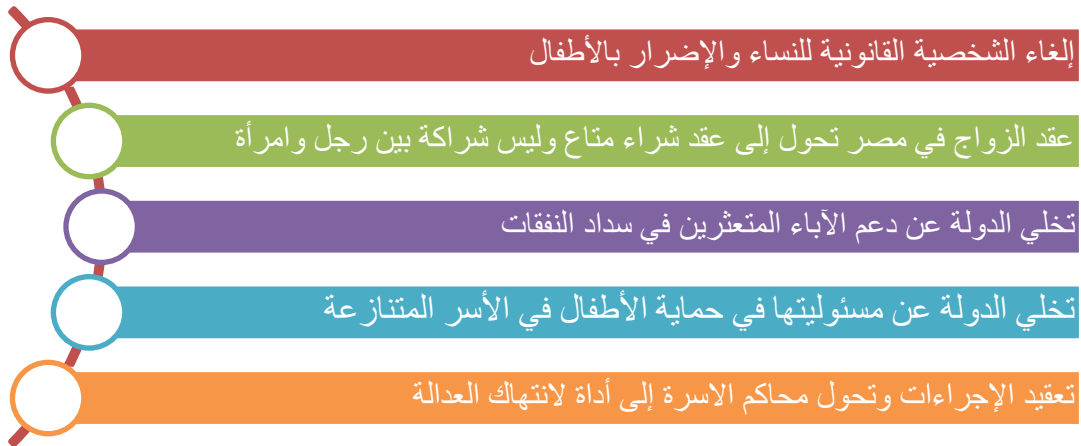 إلغاء الشخصية القانونية للنساء والإضرار بالأطفال
عقد الزواج في مصر تحول إلى عقد شراء متاع وليس شراكة بين رجل وامرأة
تخلي الدولة عن دعم الآباء المتعثرين في سداد النفقات
تخلي الدولة عن مسئوليتها في حماية الأطفال في الأسر المتنازعة
تعقيد الإجراءات وتحول محاكم الاسرة إلى أداة لانتهاك العدالة